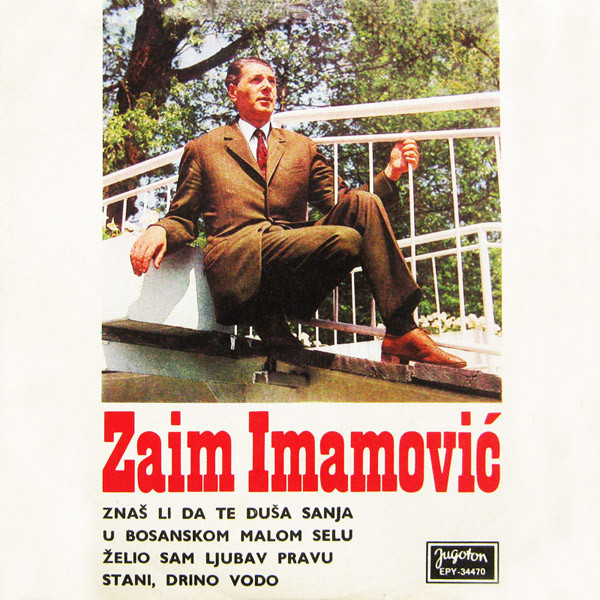 Zaim Imamović
ZNAŠ LI DA TE DUŠA SANJA
U BOSANSKOM MALOM SELU
ŽELIO SAM LJUBAV PRAVU
STANI, DRINO VODO
Jugoton
EPY-34470